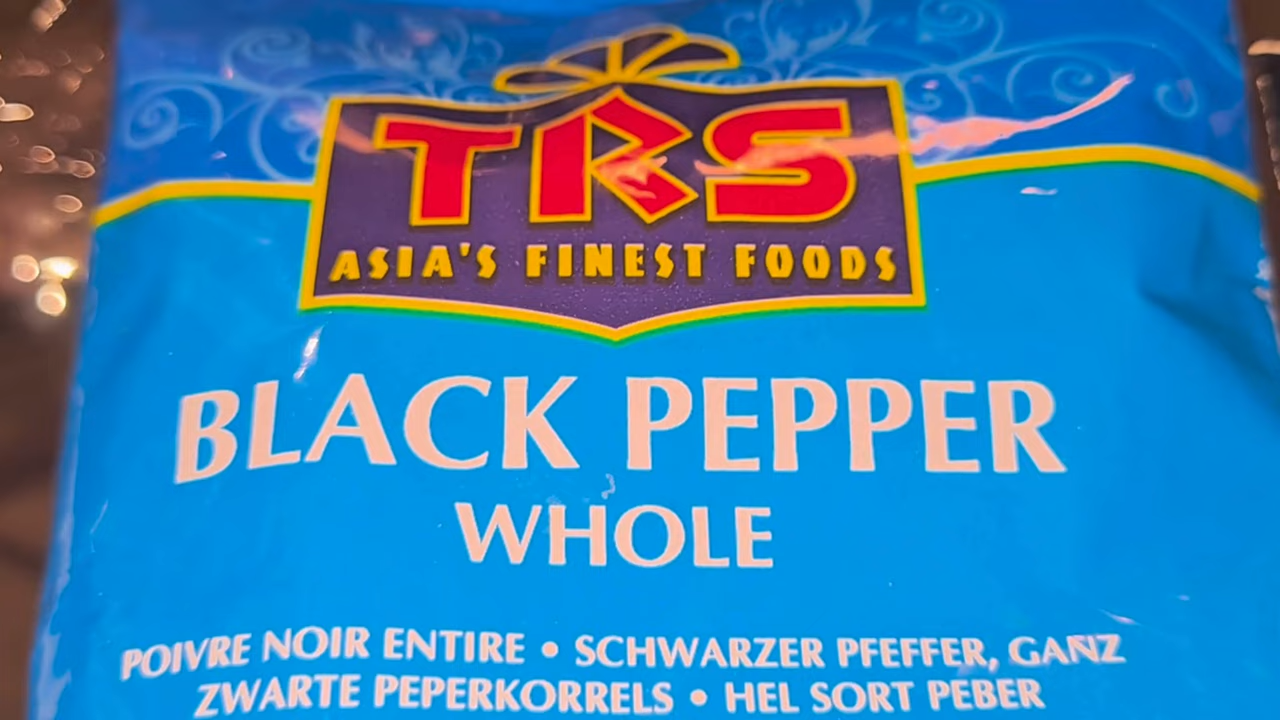 TRS
ASIA'S FINEST FOODS
BLACK PEPPER
WHOLE
POIVRE NOIR ENTIRE • SCHWARZER PFEFFER, GANZ
ZWARTE PEPERKORRELS • HEL SORT PEBER